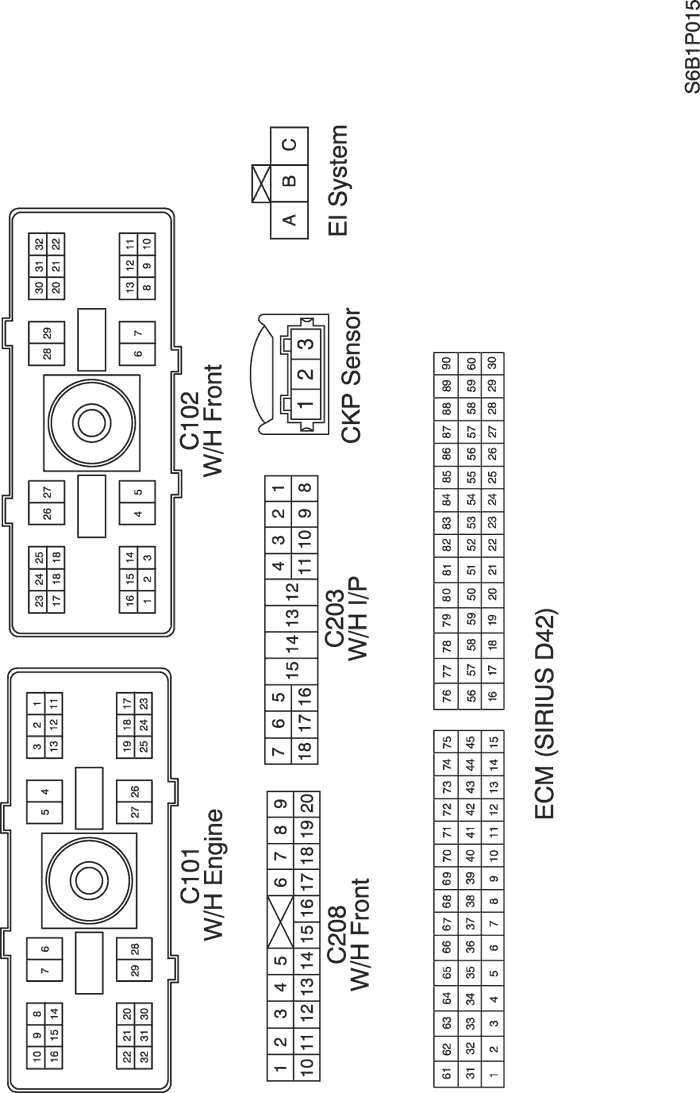 10 9 8
16 15 14
7 6
5 4
3 2 1
13 12 11
22 21 20
32 31 30
29 28
27 26
19 18 17
25 24 23
C101
W/H Engine
23 24 25
17 18 18
26 27
28 29
30 31 32
20 21 22
16 15 14
1 2 3
4 5
6 7
13 12 11
8 9 10
C102
W/H Front
1 2 3 4 5 6 7 8 9
10 11 12 13 14 15 16 17 18 19 20
C208
W/H Front
7 6 5 15 14 13 12 4 3 2 1
18 17 16 11 10 9 8
C203
W/H I/P
1 2 3
CKP Sensor
A B C
EI System
61 62 63 64 65 66 67 68 69 70 71 72 73 74 75
31 32 33 34 35 36 37 38 39 40 41 42 43 44 45
1 2 3 4 5 6 7 8 9 10 11 12 13 14 15
76 77 78 79 80 81 82 83 84 85 86 87 88 89 90
56 57 58 59 50 51 52 53 54 55 56 57 58 59 60
16 17 18 19 20 21 22 23 24 25 26 27 28 29 30
ECM (SIRIUS D42)
S6B1P015